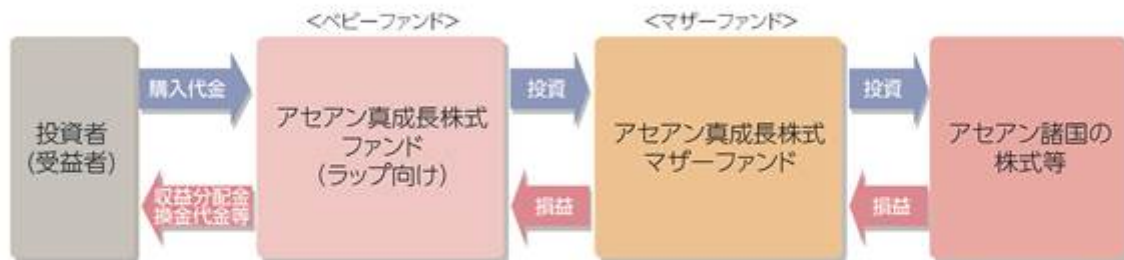 <ベビーファンド>
<マザーファンド>
投資者
(受益者)
購入代金
収益分配金
換金代金等
アセアン真成長株式
ファンド
(ラップ向け)
投資
損益
アセアン真成長株式
マザーファンド
投資
損益
アセアン諸国の
株式等